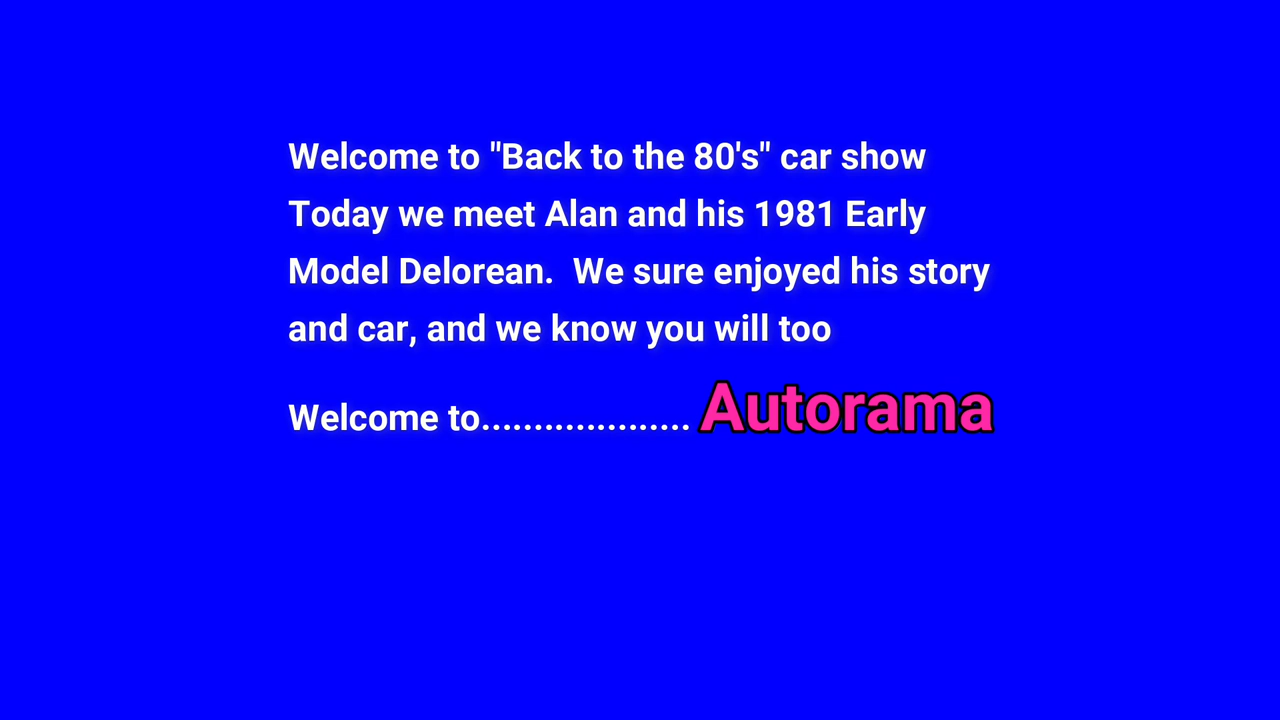 Welcome to "Back to the 80's" car show
Today we meet Alan and his 1981 Early
Model Delorean.  We sure enjoyed his story
and car, and we know you will too
Welcome to.................... Autorama